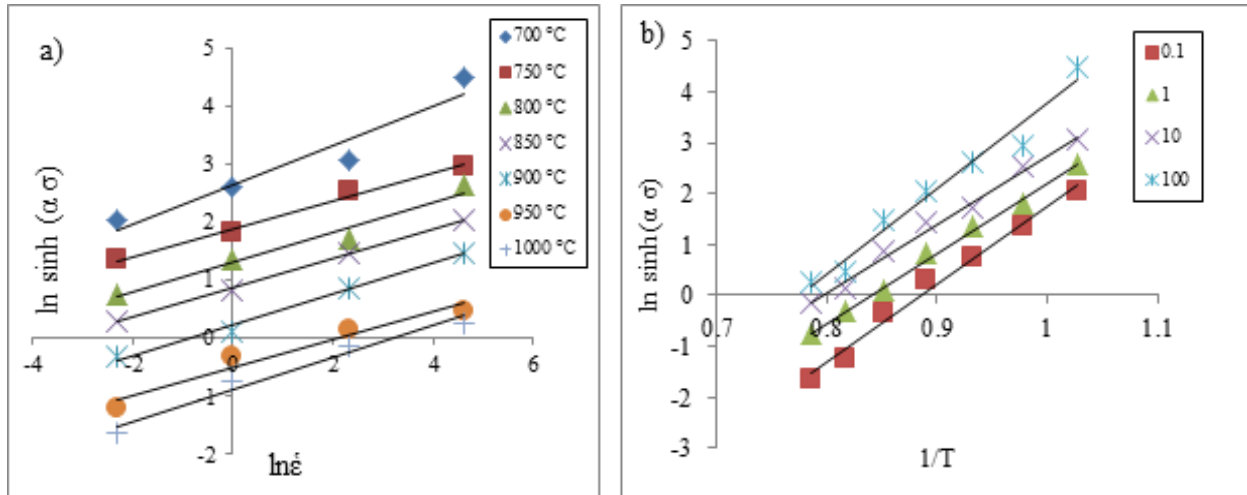 a)
5
4
3
2
1
0
-1
-2
-4
-2
0
2
4
6
ln sinh (α σ)
lnέ
700 °C
750 °C
800 °C
850 °C
900 °C
950 °C
1000 °C
b)
5
4
3
2
1
0
-1
-2
-3
0.7
0.8
0.9
1
1.1
ln sinh (α σ)
1/T
0.1
1
10
100